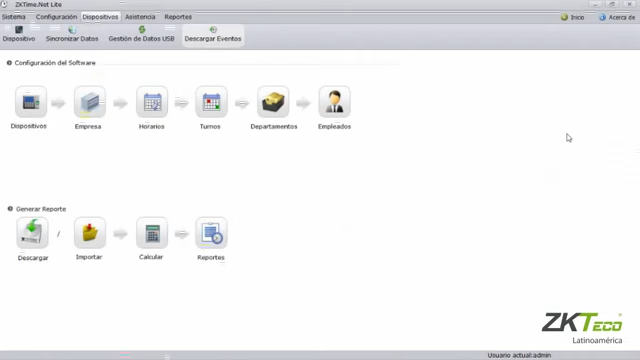 ZKTime.Net Lite
Sistema Configuración Dispositivos Asistencia Reportes Inicio Acerca de
Dispositivo Sincronizar Datos Gestión de Datos USB Descargar Eventos
Configuración del Software
Dispositivos Empresa Horarios Turnos Departamentos Empleados
Generar Reporte
/
Descargar Importar Calcular Reportes
ZKTeco
Latinoamérica
Usuario actual:admin